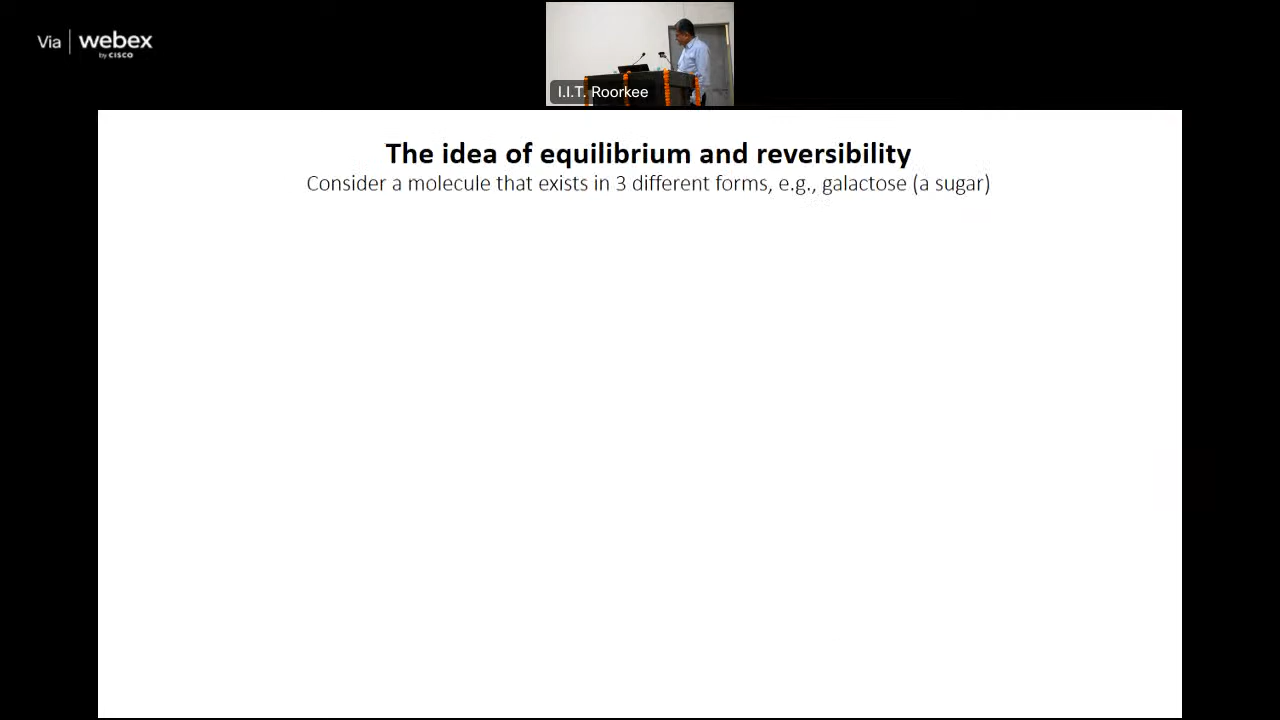 Via webex
by CISCO
I.I.T. Roorkee
The idea of equilibrium and reversibility
Consider a molecule that exists in 3 different forms, e.g., galactose (a sugar)